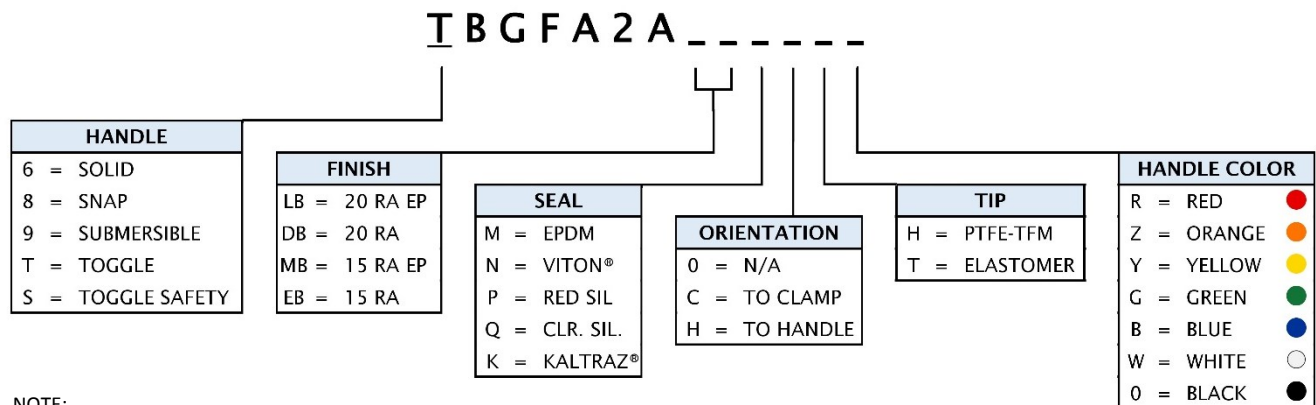 TBGFA2A_ _ _ _ _ _
HANDLE
6 = SOLID
8 = SNAP
9 = SUBMERSIBLE
T = TOGGLE
S = TOGGLE SAFETY
FINISH
LB = 20 RA EP
DB = 20 RA
MB = 15 RA EP
EB = 15 RA
SEAL
M = EPDM
N = VITON®
P = RED SIL
Q = CLR. SIL.
K = KALTRAZ®
ORIENTATION
0 = N/A
C = TO CLAMP
H = TO HANDLE
TIP
H = PTFE-TFM
T = ELASTOMER
HANDLE COLOR
R = RED
Z = ORANGE
Y = YELLOW
G = GREEN
B = BLUE
W = WHITE
0 = BLACK
NOTE: